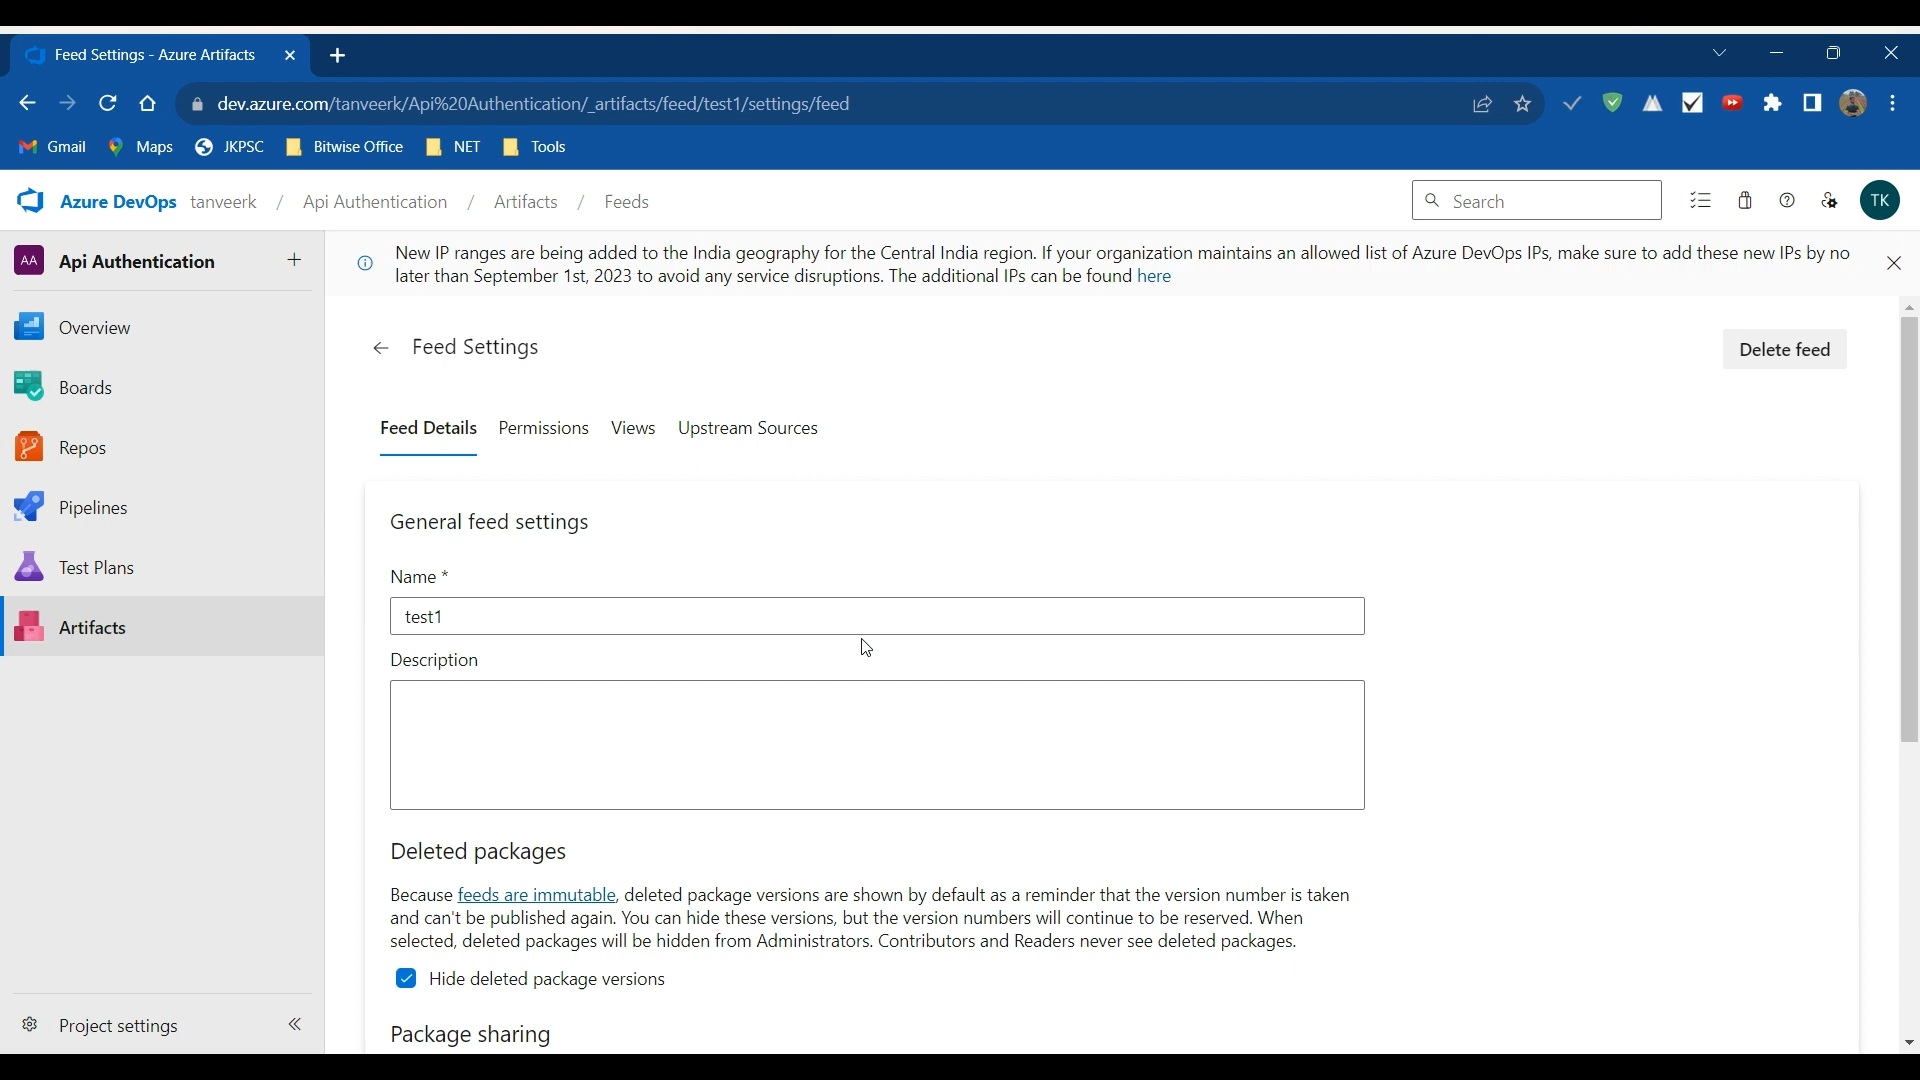 Feed Settings - Azure Artifacts
dev.azure.com/tanveerk/Api%20Authentication/_artifacts/feed/test1/settings/feed
Gmail
Maps
JKPSC
Bitwise Office
NET
Tools
Azure DevOps
tanveerk / Api Authentication / Artifacts / Feeds
Search
TK
AA
Api Authentication
Overview
Boards
Repos
Pipelines
Test Plans
Artifacts
Project settings
New IP ranges are being added to the India geography for the Central India region. If your organization maintains an allowed list of Azure DevOps IPs, make sure to add these new IPs by no
later than September 1st, 2023 to avoid any service disruptions. The additional IPs can be found here
Feed Settings
Delete feed
Feed Details
Permissions
Views
Upstream Sources
General feed settings
Name *
test1
Description
Deleted packages
Because feeds are immutable, deleted package versions are shown by default as a reminder that the version number is taken
and can't be published again. You can hide these versions, but the version numbers will continue to be reserved. When
selected, deleted packages will be hidden from Administrators. Contributors and Readers never see deleted packages.
Hide deleted package versions
Package sharing